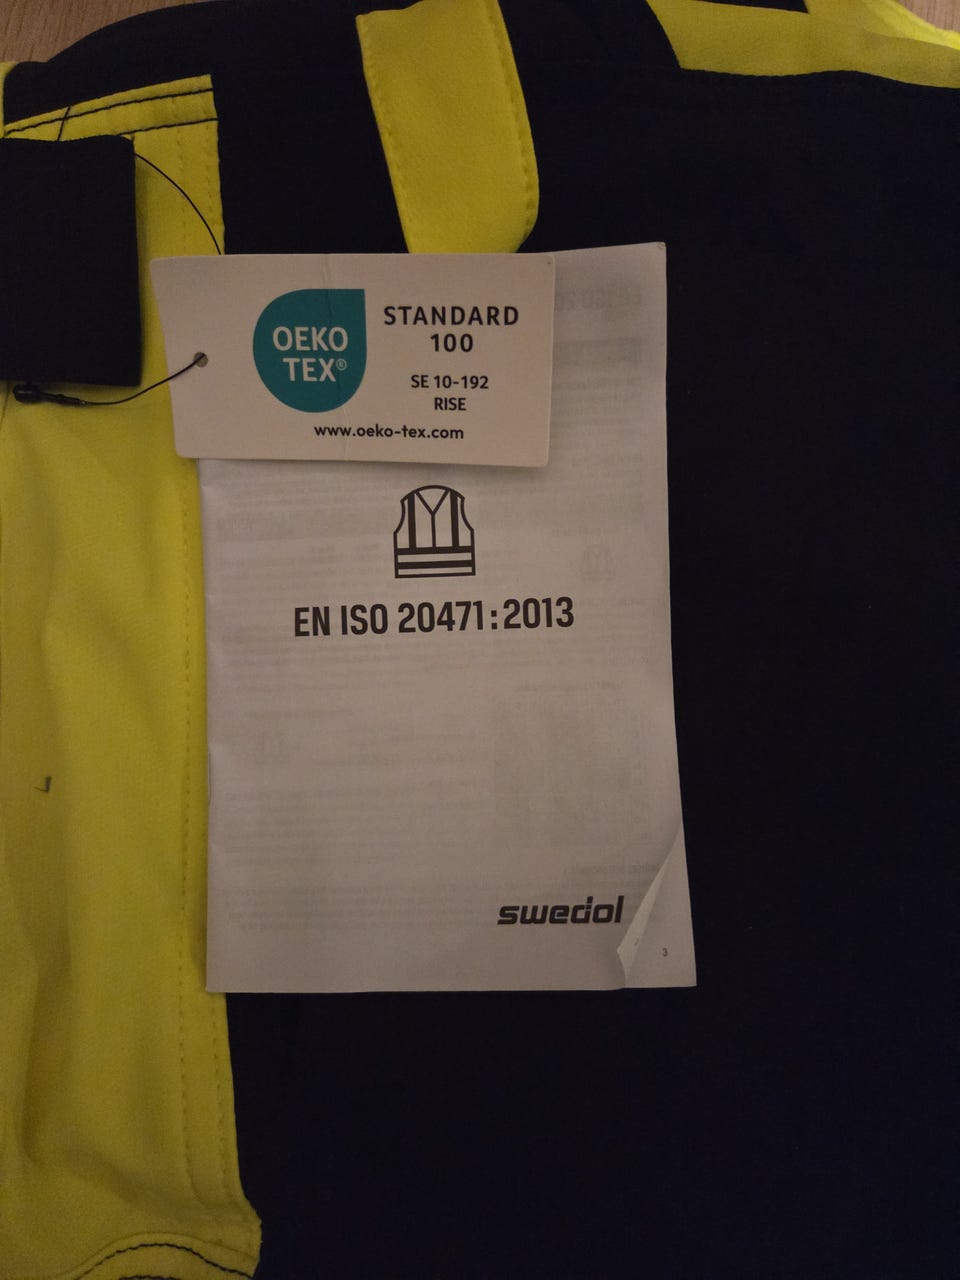 OEKO
TEX®
STANDARD
100
SE 10-192
RISE
www.oeko-tex.com
EN ISO 20471:2013
swedol
3